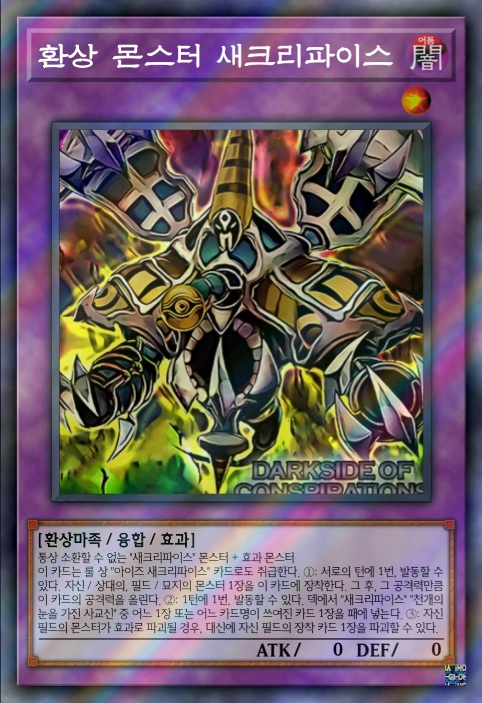 환상 몬스터 새크리파이스
어둠
闇
DARKSIDE OF
CONSPIRATIONS
[환상마족 / 융합 / 효과]
통상 소환할 수 없는 "새크리파이스" 몬스터 + 효과 몬스터
이 카드는 룰 상 "아이즈 새크리파이스" 카드로도 취급한다. ①: 서로의 턴에 1번, 발동할 수
있다. 자신 / 상대의, 필드 / 묘지의 몬스터 1장을 이 카드에 장착한다. 그 후, 그 공격력만큼
이 카드의 공격력을 올린다. ②: 1턴에 1번, 발동할 수 있다. 덱에서 "새크리파이스" "천개의
눈을 가진 사교신" 중 어느 1장 또는 어느 카드명이 쓰여진 카드 1장을 패에 넣는다. ③: 자신
필드의 몬스터가 효과로 파괴될 경우, 대신에 자신 필드의 장착 카드 1장을 파괴할 수 있다.
ATK/ 0 DEF/ 0